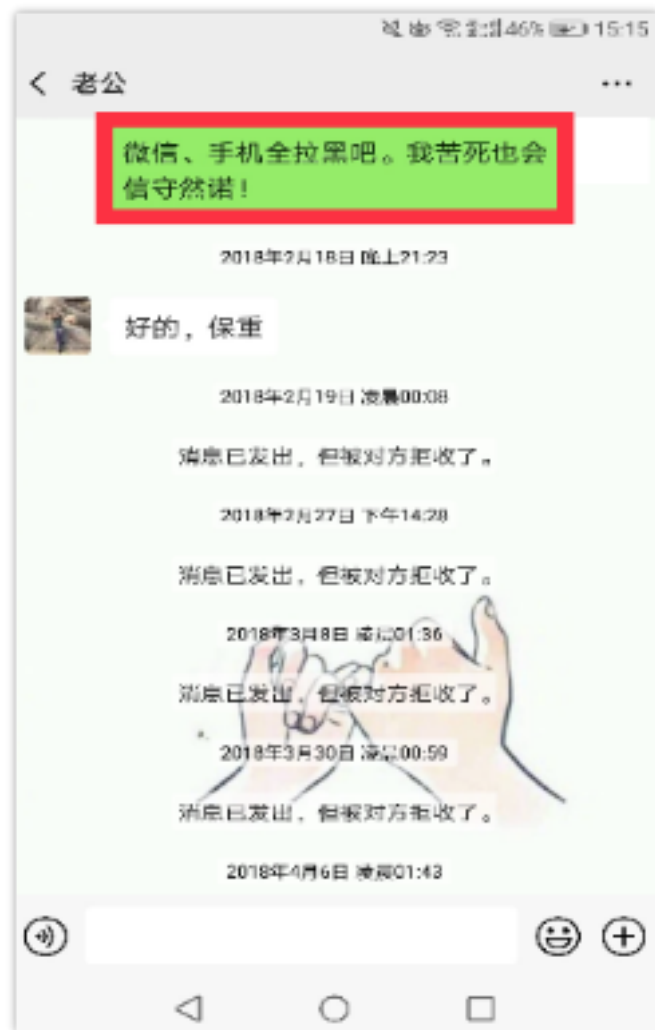 46% 15:15
老公
微信、手机全拉黑吧。我苦死也会
信守然诺！
2018年2月18日 晚上21:23
好的，保重
2018年2月19日 凌晨00:08
消息已发出，但被对方拒收了。
2018年2月27日 下午14:28
消息已发出，但被对方拒收了。
2018年3月8日 凌晨01:36
消息已发出，但被对方拒收了。
2018年3月30日 凌晨00:59
消息已发出，但被对方拒收了。
2018年4月6日 凌晨01:43